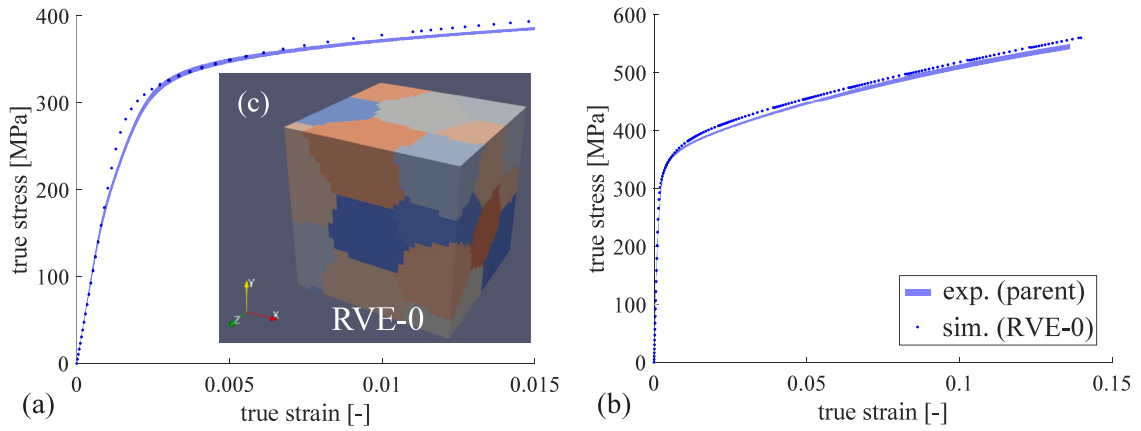 400
300
200
100
0
true stress [MPa]
0
0.005
0.01
0.015
true strain [-]
(a)
(c)
Y
X
Z
RVE-0
600
500
400
300
200
100
0
true stress [MPa]
exp. (parent)
sim. (RVE-0)
0
0.05
0.1
0.15
true strain [-]
(b)